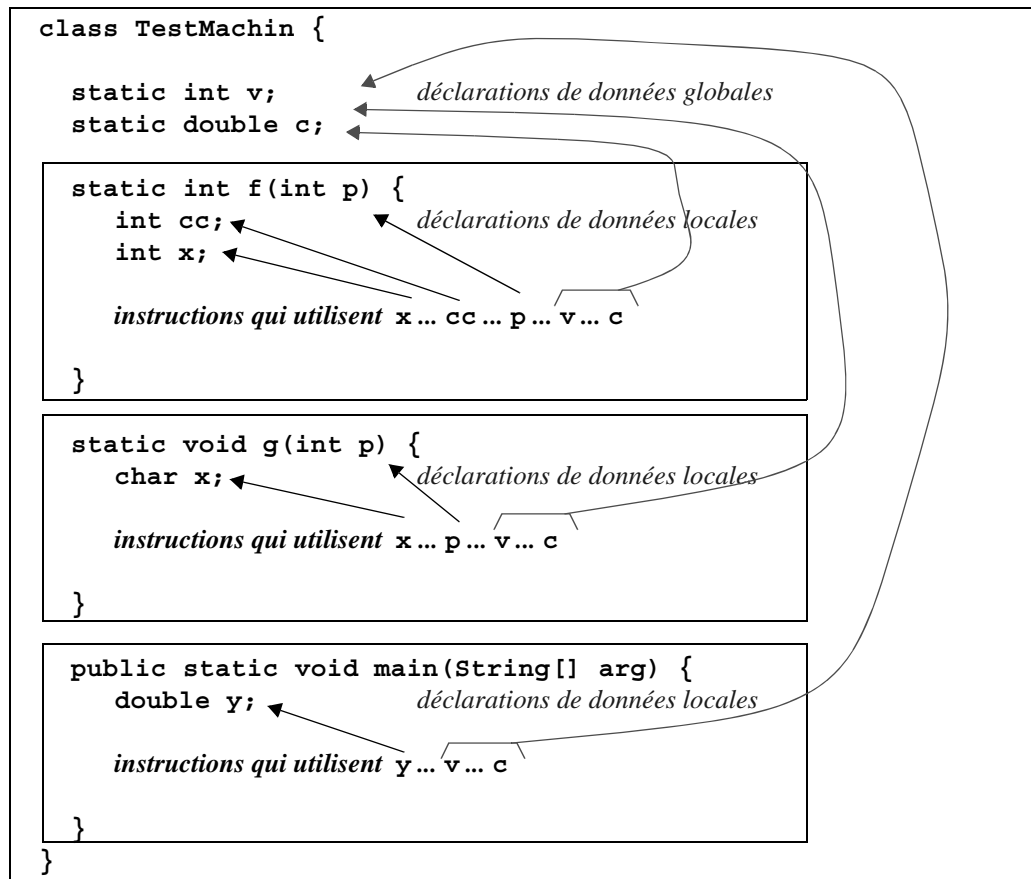 class TestMachin {
static int v; déclarations de données globales
static double c;
static int f(int p) {
int cc; déclarations de données locales
int x;
instructions qui utilisent x ... cc ... p ... v ... c
}
static void g(int p) {
char x; déclarations de données locales
instructions qui utilisent x ... p ... v ... c
}
public static void main(String[] arg) {
double y; déclarations de données locales
instructions qui utilisent y ... v ... c
}
}